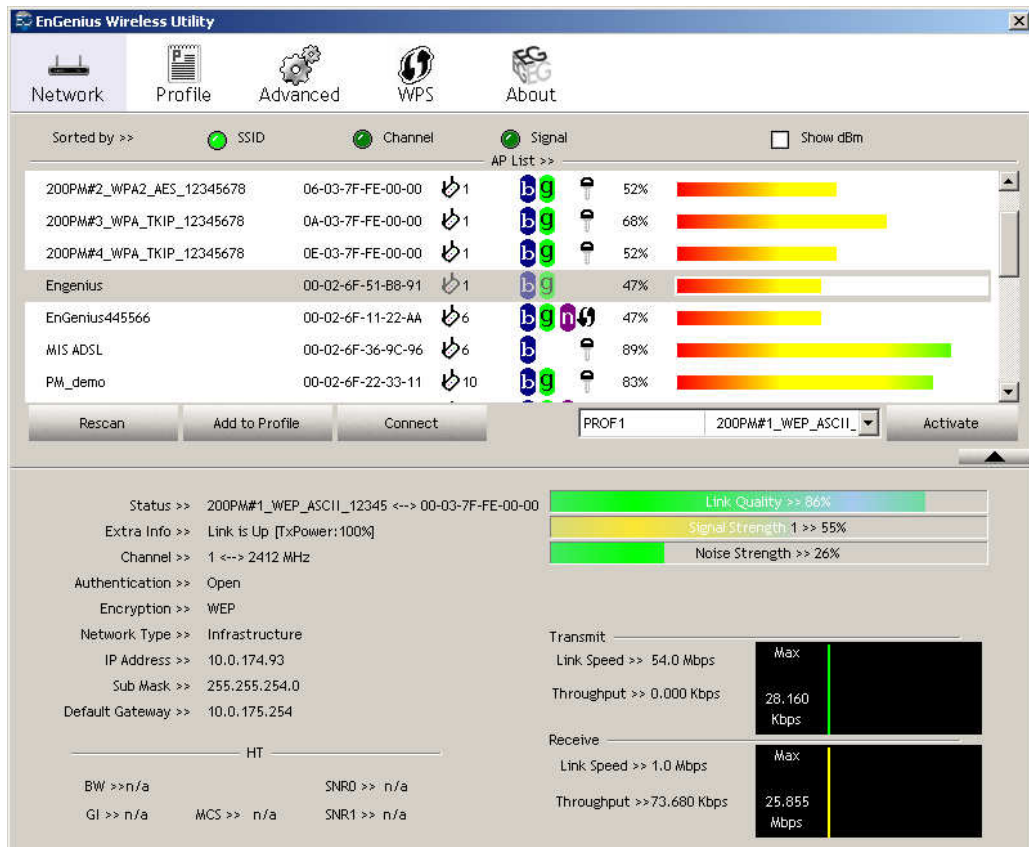 EnGenius Wireless Utility
Network Profile Advanced WPS About
Sorted by >> SSID Channel Signal Show dBm
AP List >>
200PM#2_WPA2_AES_12345678 06-03-7F-FE-00-00 1 b g 52%
200PM#3_WPA_TKIP_12345678 0A-03-7F-FE-00-00 1 b g 68%
200PM#4_WPA_TKIP_12345678 0E-03-7F-FE-00-00 1 b g 52%
Engenius 00-02-6F-51-B8-91 1 b g 47%
EnGenius445566 00-02-6F-11-22-AA 6 b g n 47%
MIS ADSL 00-02-6F-36-9C-96 6 b 89%
PM_demo 00-02-6F-22-33-11 10 b g 83%
Rescan Add to Profile Connect PROF1 200PM#1_WEP_ASCII_ Activate
Status >> 200PM#1_WEP_ASCII_12345 <--> 00-03-7F-FE-00-00
Extra Info >> Link is Up [TxPower:100%]
Channel >> 1 <--> 2412 MHz
Authentication >> Open
Encryption >> WEP
Network Type >> Infrastructure
IP Address >> 10.0.174.93
Sub Mask >> 255.255.254.0
Default Gateway >> 10.0.175.254
HT
BW >>n/a SNR0 >> n/a
GI >> n/a MCS >> n/a SNR1 >> n/a
Link Quality >> 86%
Signal Strength 1 >> 55%
Noise Strength >> 26%
Transmit
Link Speed >> 54.0 Mbps
Throughput >> 0.000 Kbps
Max
28.160
Kbps
Receive
Link Speed >> 1.0 Mbps
Throughput >>73.680 Kbps
Max
25.855
Mbps